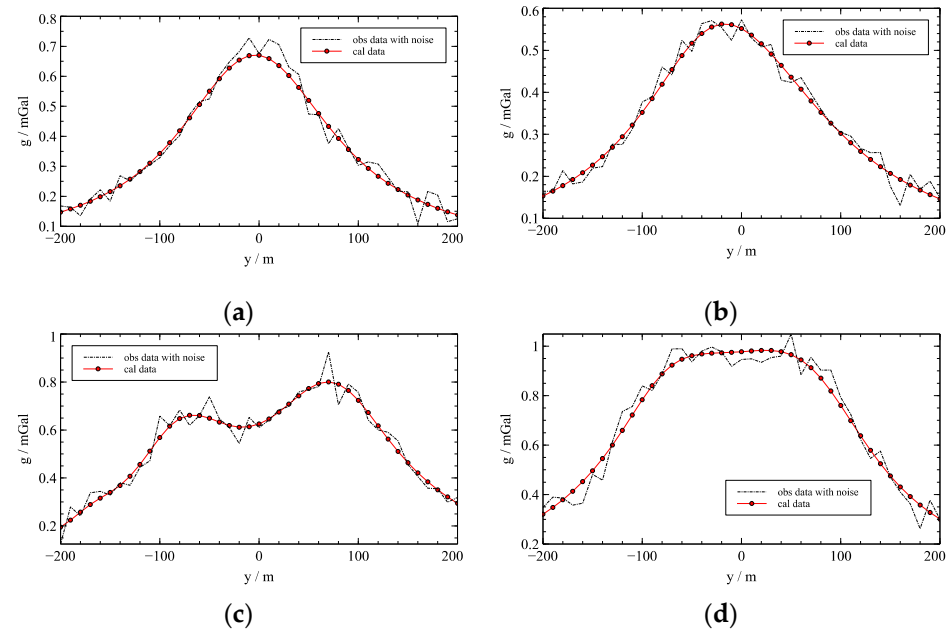 0.8
0.7
0.6
0.5
0.4
0.3
0.2
0.1
g / mGal
obs data with noise
cal data
−200
−100
0
100
200
y / m
(a)
0.6
0.5
0.4
0.3
0.2
0.1
g / mGal
obs data with noise
cal data
−200
−100
0
100
200
y / m
(b)
1
0.8
0.6
0.4
0.2
g / mGal
obs data with noise
cal data
−200
−100
0
100
200
y / m
(c)
1
0.8
0.6
0.4
0.2
g / mGal
obs data with noise
cal data
−200
−100
0
100
200
y / m
(d)